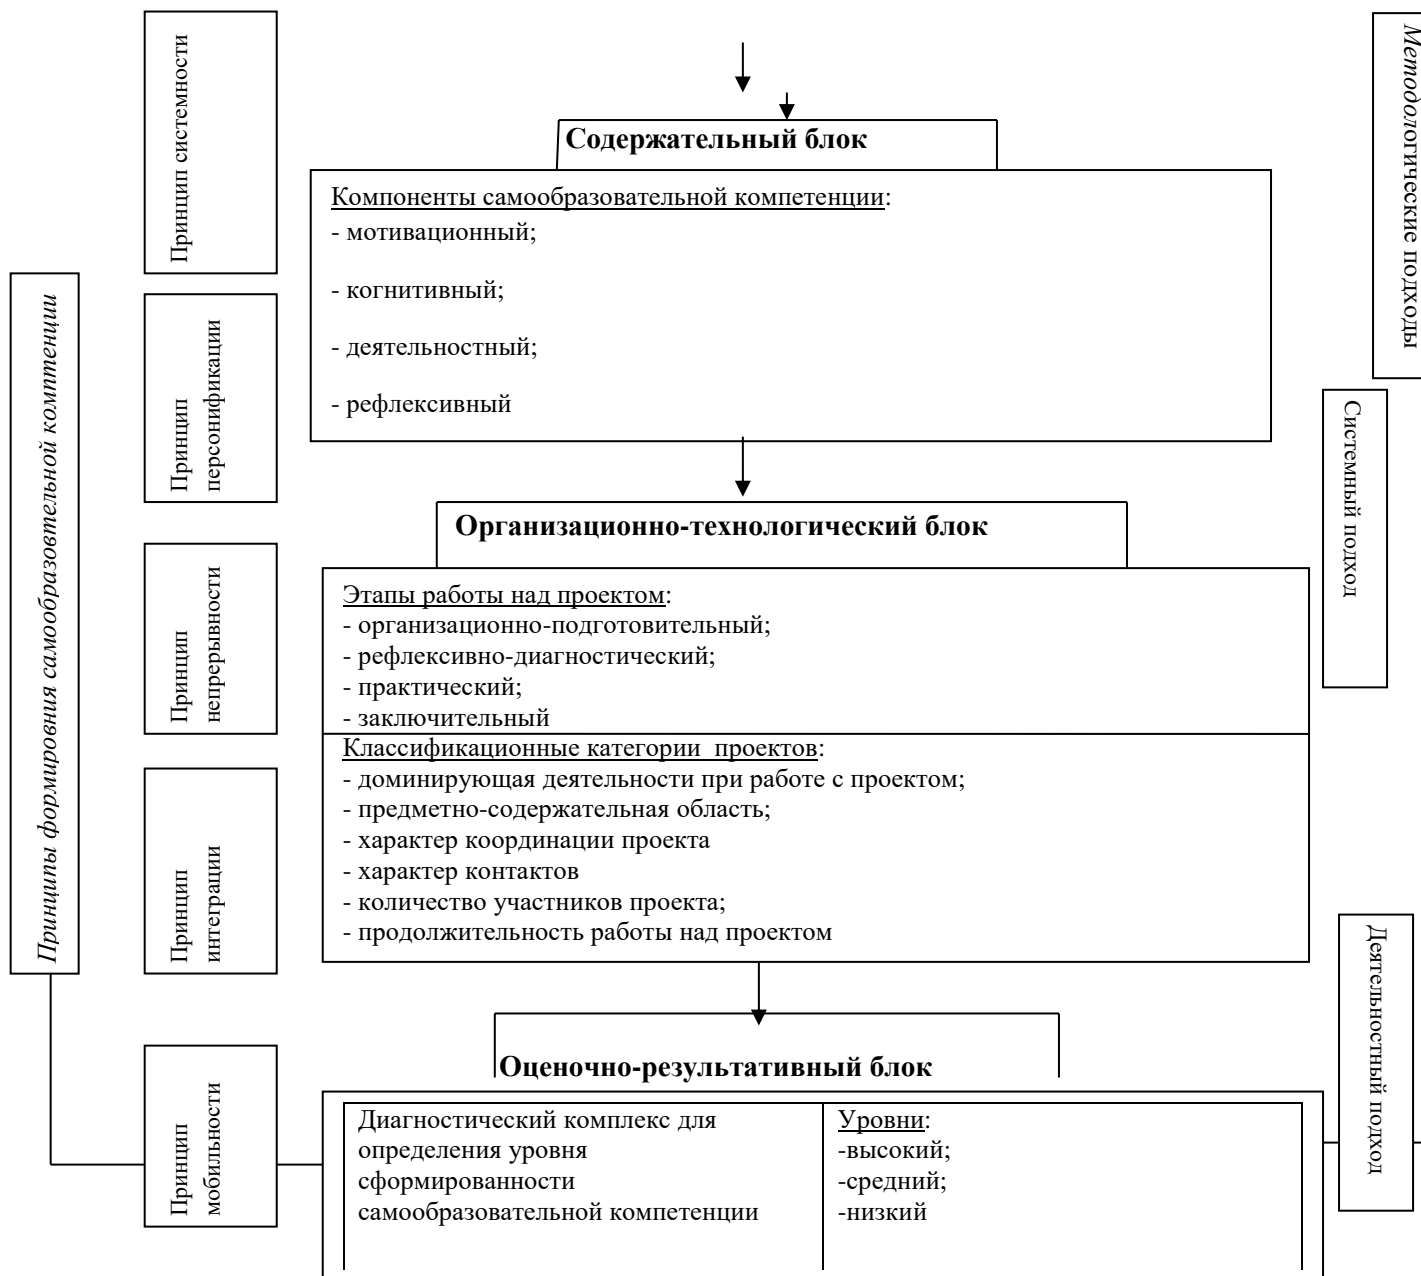 Принцип системности
Методологические подходы
Содержательный блок
Компоненты самообразовательной компетенции:
- мотивационный;
- когнитивный;
- деятельностный;
- рефлексивный
Принципы формировния самообразовтельной комптенции
Принцип
персонификации
Системный подход
Организационно-технологический блок
Принцип
непрерывности
Этапы работы над проектом:
- организационно-подготовительный;
- рефлексивно-диагностический;
- практический;
- заключительный
Классификационные категории  проектов:
- доминирующая деятельности при работе с проектом;
- предметно-содержательная область;
- характер координации проекта
- характер контактов
- количество участников проекта;
- продолжительность работы над проектом
Принцип
интеграции
Деятельностный подход
Оценочно-результативный блок
Принцип
мобильности
Диагностический комплекс для
определения уровня
сформированности
самообразовательной компетенции
Уровни:
-высокий;
-средний;
-низкий